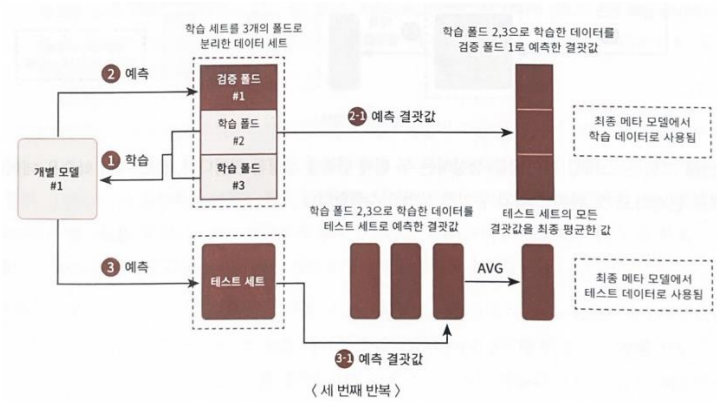 학습 세트를 3개의 폴드로
분리한 데이터 세트
학습 폴드 2,3으로 학습한 데이터를
검증 폴드 1로 예측한 결괏값
2 예측
검증 폴드
#1
학습 폴드
#2
학습 폴드
#3
2-1 예측 결괏값
최종 메타 모델에서
학습 데이터로 사용됨
개별 모델
#1
1 학습
학습 폴드 2,3으로 학습한 데이터를
테스트 세트로 예측한 결괏값
테스트 세트의 모든
결괏값을 최종 평균한 값
3 예측
테스트 세트
AVG
최종 메타 모델에서
테스트 데이터로 사용됨
3-1 예측 결괏값
〈 세 번째 반복 〉